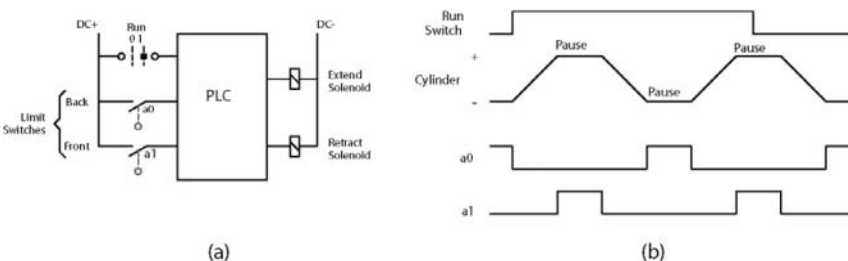 DC+
Run
0 1
DC-
PLC
Extend
Solenoid
Limit
Switches
Back
a0
Front
a1
Retract
Solenoid
(a)
Run
Switch
+
Cylinder
-
Pause
Pause
Pause
a0
a1
(b)